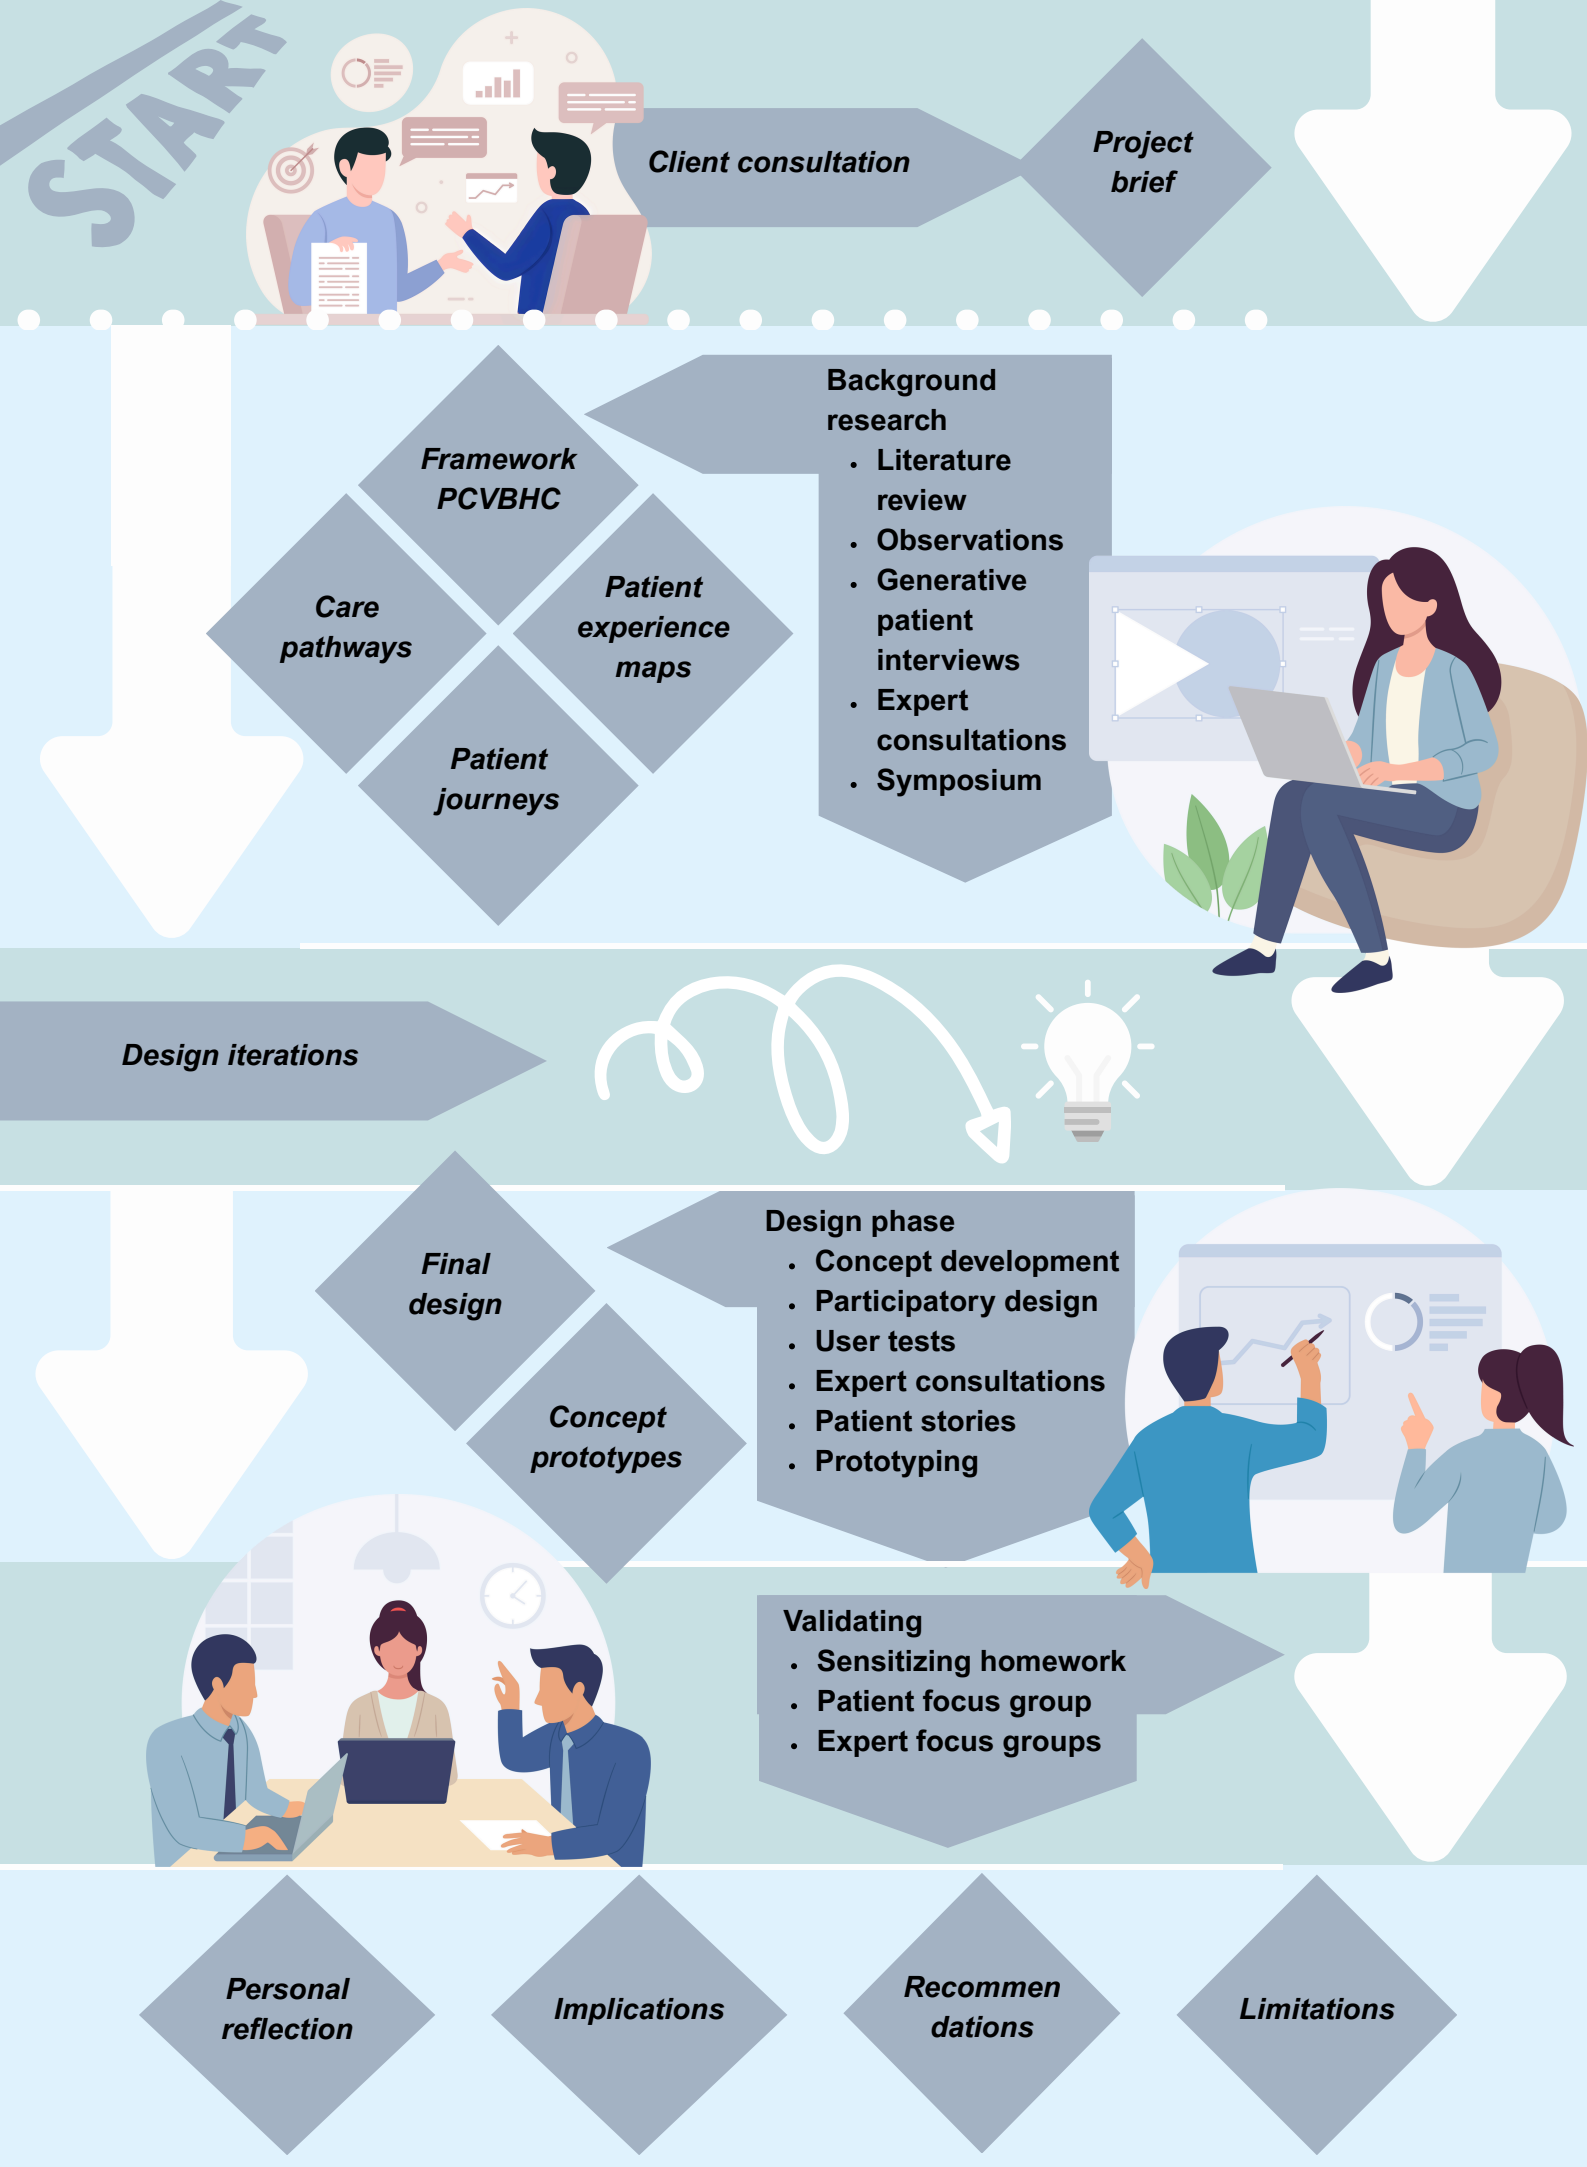 START
Client consultation
Project
brief
Framework
PCVBHC
Care
pathways
Patient
experience
maps
Patient
journeys
Background
research
• Literature
review
• Observations
• Generative
patient
interviews
• Expert
consultations
• Symposium
Design iterations
Final
design
Concept
prototypes
Design phase
• Concept development
• Participatory design
• User tests
• Expert consultations
• Patient stories
• Prototyping
Validating
• Sensitizing homework
• Patient focus group
• Expert focus groups
Personal
reflection
Implications
Recommen
dations
Limitations